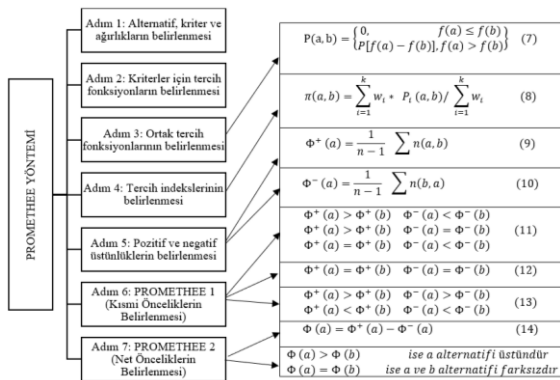 PROMETHEE YÖNTEMİ
Adım 1: Alternatif, kriter ve
ağırlıkların belirlenmesi
Adım 2: Kriterler için tercih
fonksiyonların belirlenmesi
Adım 3: Ortak tercih
fonksiyonlarının belirlenmesi
Adım 4: Tercih indekslerinin
belirlenmesi
Adım 5: Pozitif ve negatif
üstünlüklerin belirlenmesi
Adım 6: PROMETHEE 1
(Kısmi Önceliklerin
Belirlenmesi)
Adım 7: PROMETHEE 2
(Net Önceliklerin
Belirlenmesi)
P(a,b) = {0, f(a) ≤ f(b)
P[f(a) − f(b)], f(a) > f(b)} (7)
π(a,b) = ∑_{i=1}^{k} w_i * P_i (a,b)/ ∑_{i=1}^{k} w_i (8)
Φ⁺ (a) = 1/(n − 1) ∑ n(a,b) (9)
Φ⁻ (a) = 1/(n − 1) ∑ n(b,a) (10)
Φ⁺ (a) > Φ⁺ (b) Φ⁻ (a) < Φ⁻ (b)
Φ⁺ (a) > Φ⁺ (b) Φ⁻ (a) = Φ⁻ (b) (11)
Φ⁺ (a) = Φ⁺ (b) Φ⁻ (a) < Φ⁻ (b)
Φ⁺ (a) = Φ⁺ (b) Φ⁻ (a) = Φ⁻ (b) (12)
Φ⁺ (a) > Φ⁺ (b) Φ⁻ (a) > Φ⁻ (b) (13)
Φ⁺ (a) < Φ⁺ (b) Φ⁻ (a) < Φ⁻ (b)
Φ (a) = Φ⁺ (a) − Φ⁻ (a) (14)
Φ (a) > Φ (b) ise a alternatifi üstündür
Φ (a) = Φ (b) ise a ve b alternatifi farksızdır